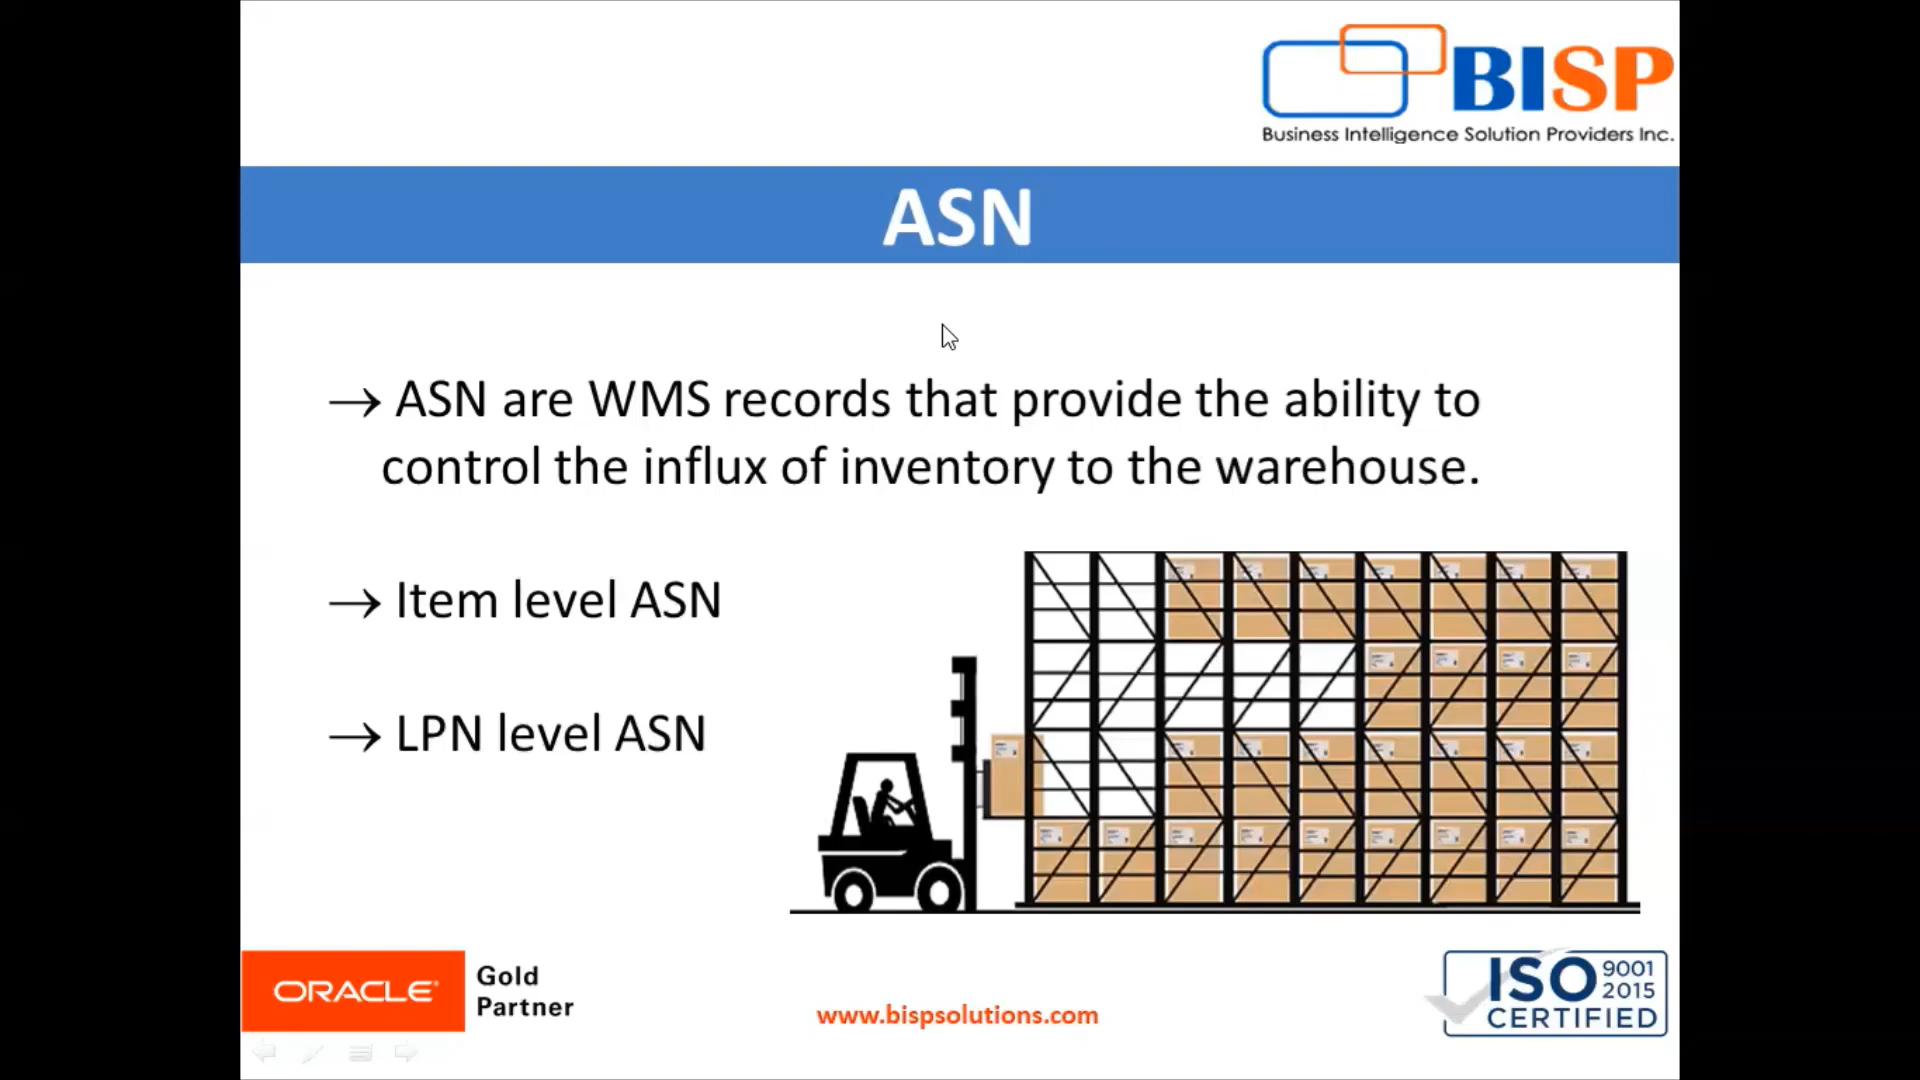 BISP
Business Intelligence Solution Providers Inc.
ASN
→ ASN are WMS records that provide the ability to
control the influx of inventory to the warehouse.
→ Item level ASN
→ LPN level ASN
ORACLE®
Gold
Partner
www.bispsolutions.com
ISO 9001
2015
CERTIFIED